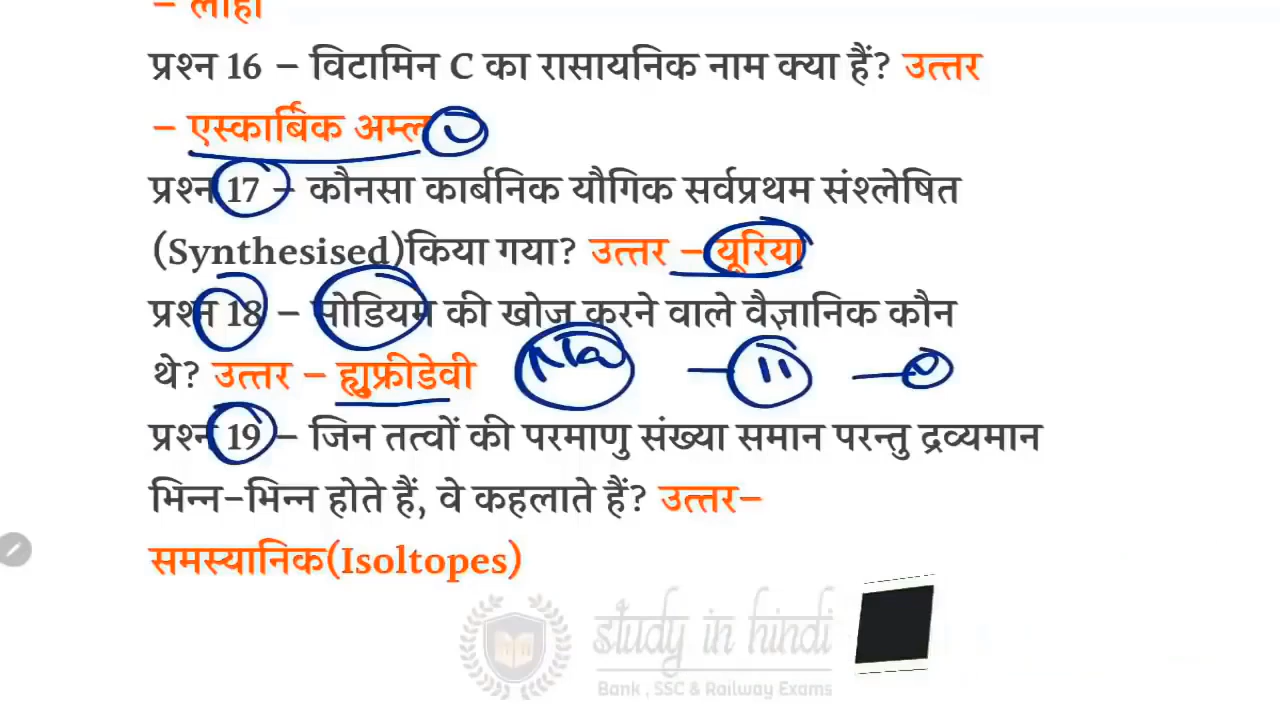 – लोहा
प्रश्न 16 – विटामिन C का रासायनिक नाम क्या हैं? उत्तर
– एस्कार्बिक अम्ल
प्रश्न 17 – कौनसा कार्बनिक यौगिक सर्वप्रथम संश्लेषित
(Synthesised)किया गया? उत्तर – यूरिया
प्रश्न 18 – सोडियम की खोज करने वाले वैज्ञानिक कौन
थे? उत्तर – ह्युफ्रीडेवी Na – 11
प्रश्न 19 – जिन तत्वों की परमाणु संख्या समान परन्तु द्रव्यमान
भिन्न-भिन्न होते हैं, वे कहलाते हैं? उत्तर–
समस्यानिक(Isoltopes)
study in hindi
Bank , SSC & Railway Exams